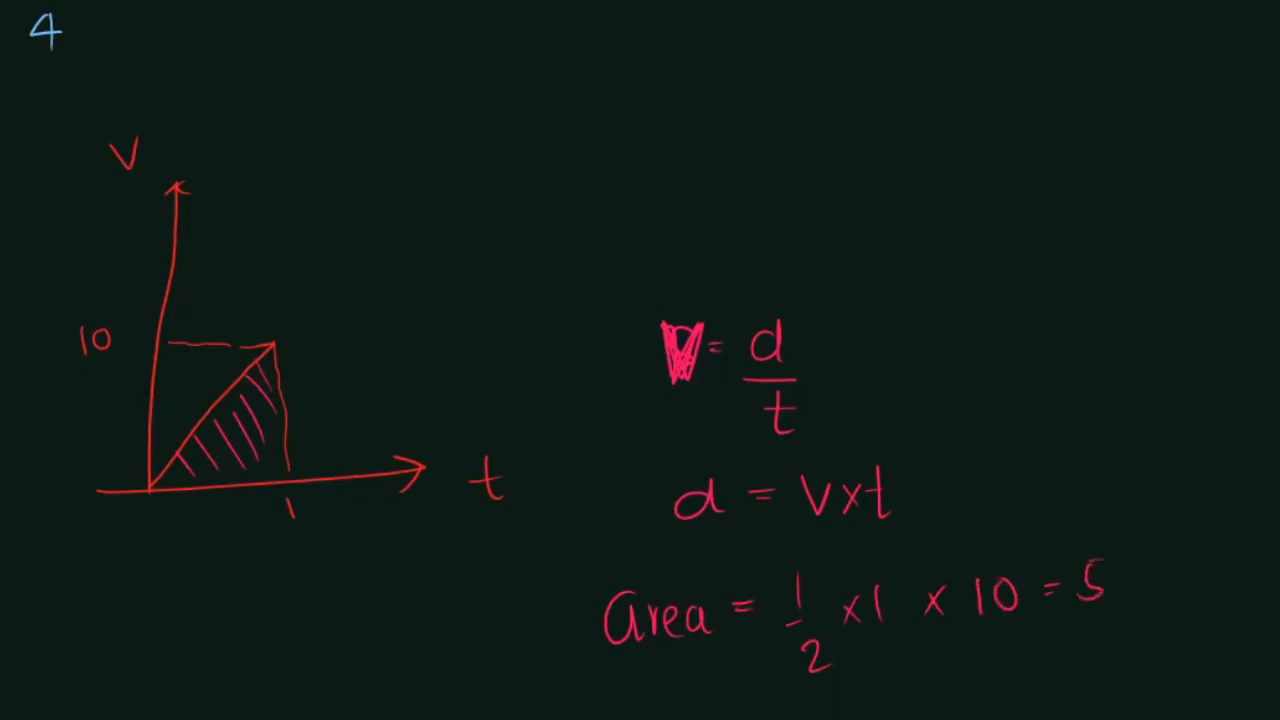 4
V
10
t
1
V = d/t
d = v x t
Area = 1/2 x 1 x 10 = 5